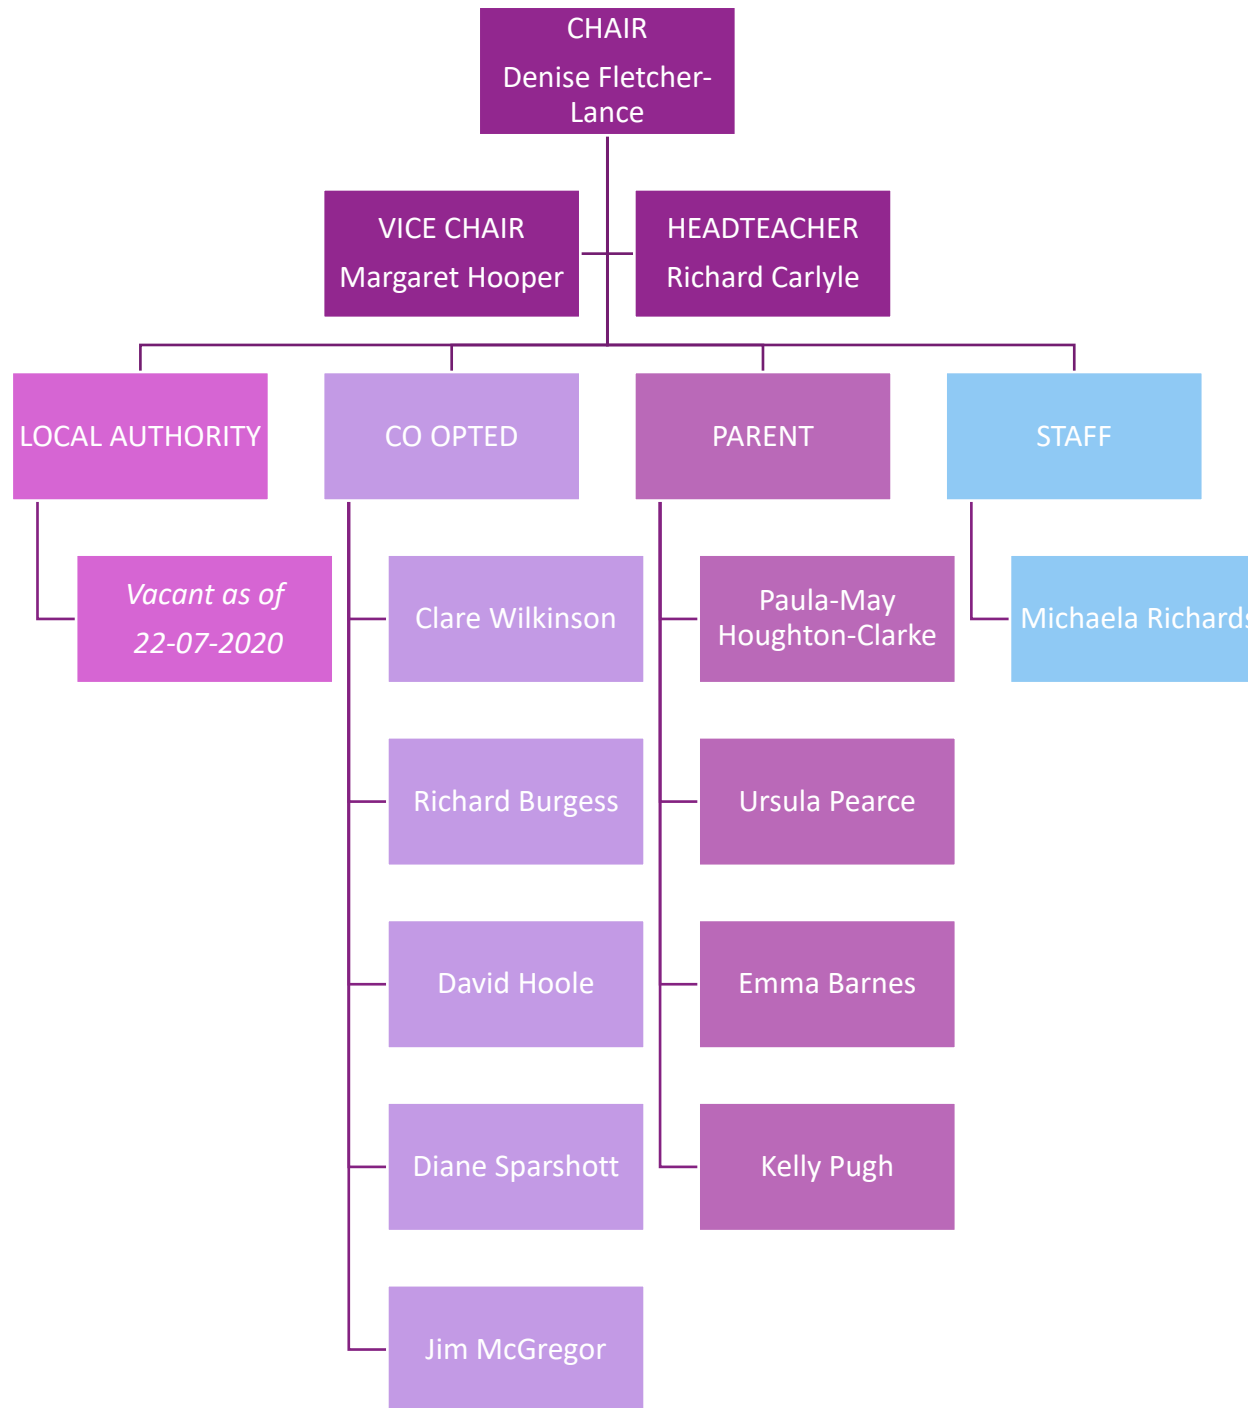 CHAIR
Denise Fletcher-
Lance
VICE CHAIR
Margaret Hooper
HEADTEACHER
Richard Carlyle
LOCAL AUTHORITY
CO OPTED
PARENT
STAFF
Vacant as of
22-07-2020
Clare Wilkinson
Paula-May
Houghton-Clarke
Michaela Richards
Richard Burgess
Ursula Pearce
David Hoole
Emma Barnes
Diane Sparshott
Kelly Pugh
Jim McGregor